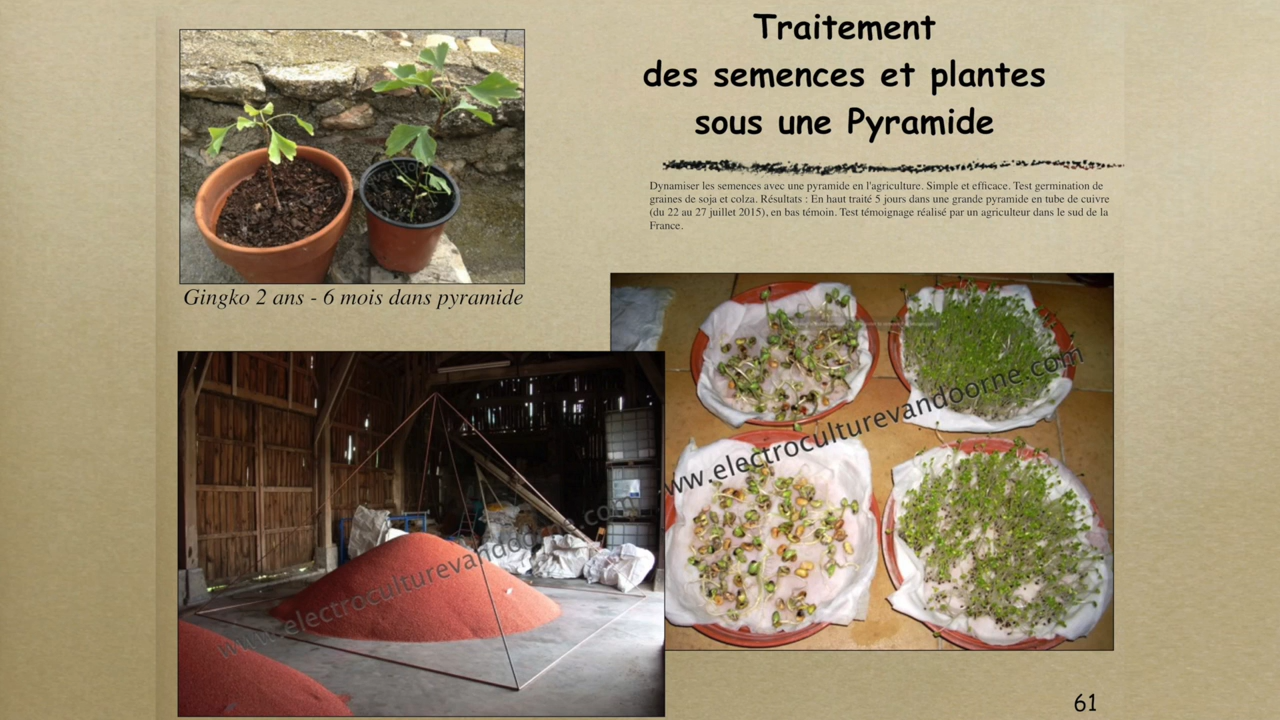 Traitement
des semences et plantes
sous une Pyramide
Dynamiser les semences avec une pyramide en l'agriculture. Simple et efficace. Test germination de
graines de soja et colza. Résultats : En haut traité 5 jours dans une grande pyramide en tube de cuivre
(du 22 au 27 juillet 2015), en bas témoin. Test témoignage réalisé par un agriculteur dans le sud de la
France.
Gingko 2 ans - 6 mois dans pyramide
www.electroculturevandoorne.com
www.electroculturevandoorne.com
61